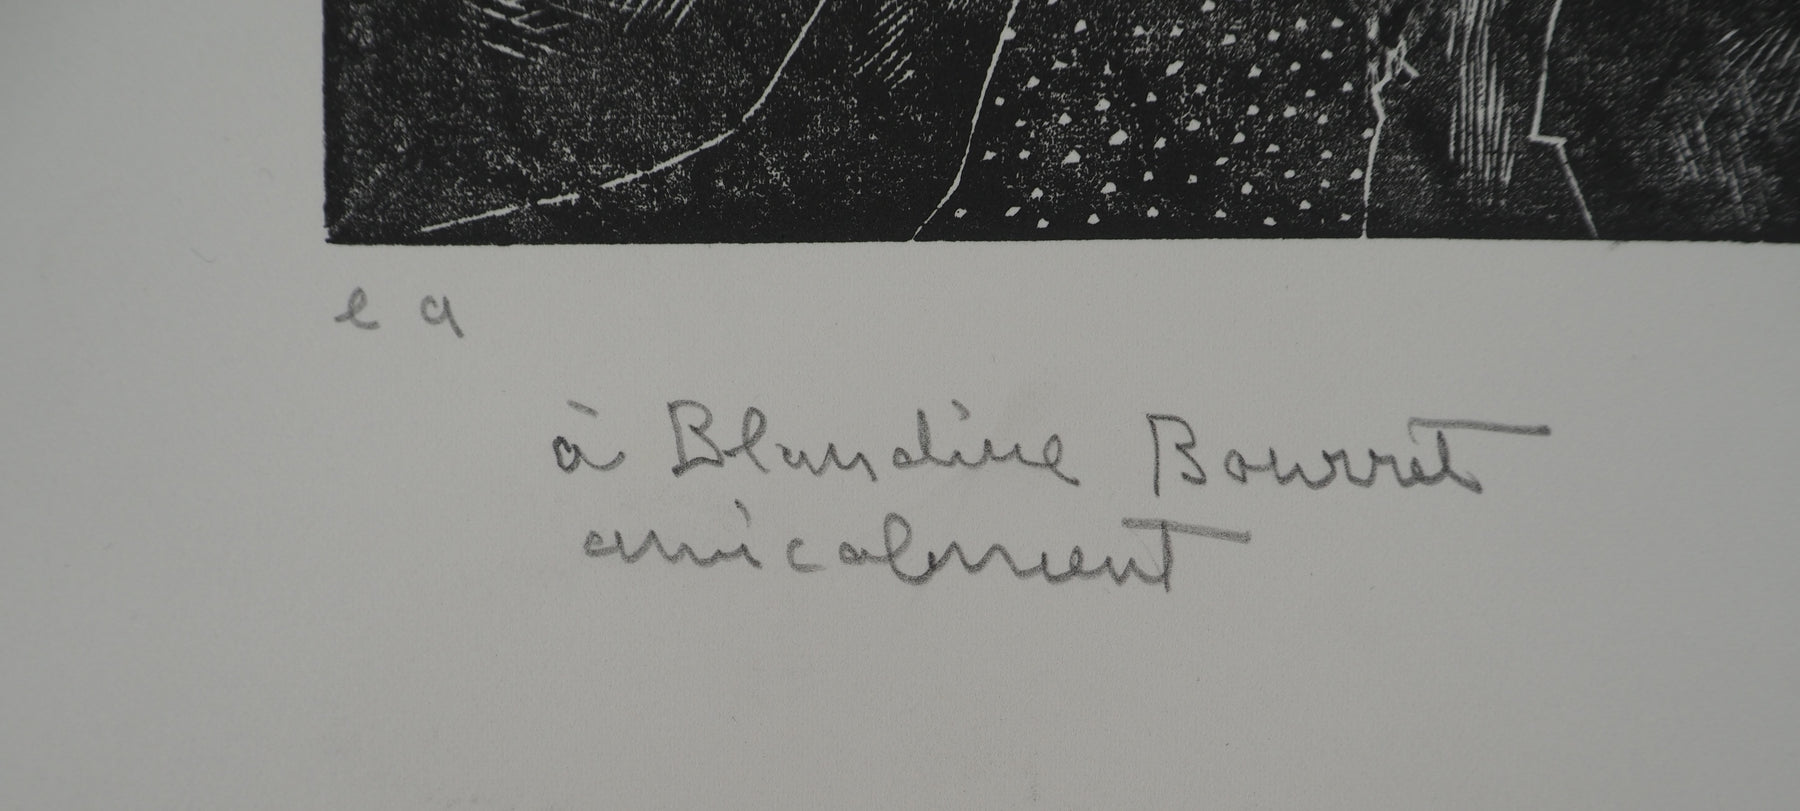 e a
à Blandine Bourret
amicalement